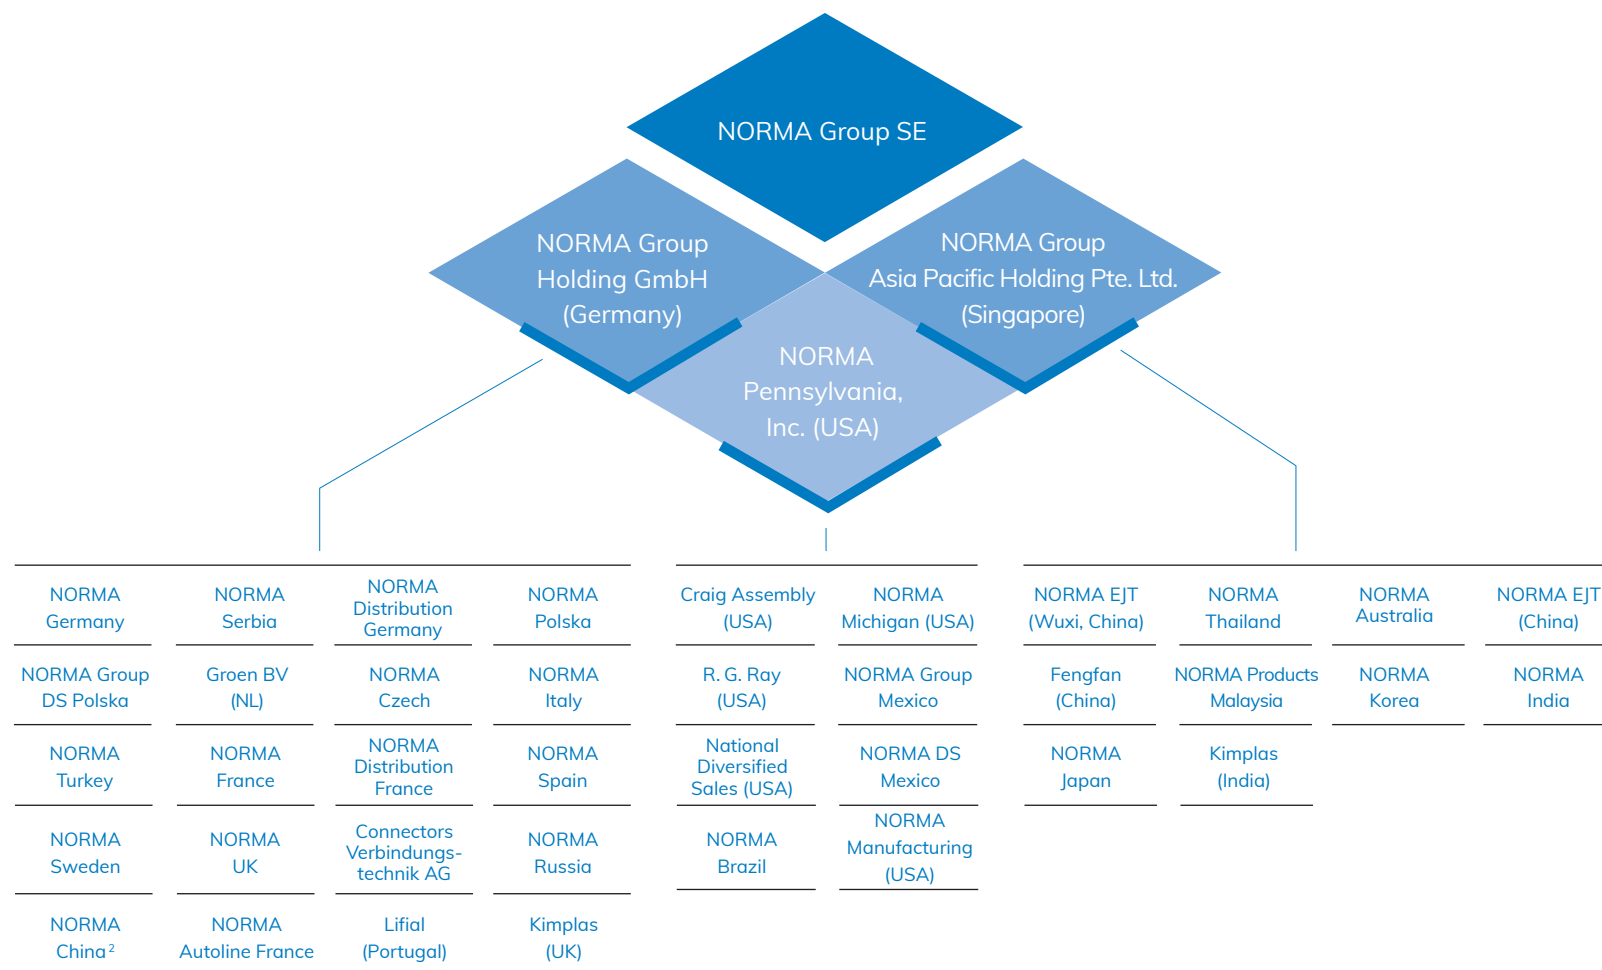 NORMA Group SE
NORMA Group
Holding GmbH
(Germany)
NORMA Group
Asia Pacific Holding Pte. Ltd.
(Singapore)
NORMA
Pennsylvania,
Inc. (USA)
NORMA
Germany
NORMA
Serbia
NORMA
Distribution
Germany
NORMA
Polska
Craig Assembly
(USA)
NORMA
Michigan (USA)
NORMA EJT
(Wuxi, China)
NORMA
Thailand
NORMA
Australia
NORMA EJT
(China)
NORMA Group
DS Polska
Groen BV
(NL)
NORMA
Czech
NORMA
Italy
R. G. Ray
(USA)
NORMA Group
Mexico
Fengfan
(China)
NORMA Products
Malaysia
NORMA
Korea
NORMA
India
NORMA
Turkey
NORMA
France
NORMA
Distribution
France
NORMA
Spain
National
Diversified
Sales (USA)
NORMA DS
Mexico
NORMA
Japan
Kimplas
(India)
NORMA
Sweden
NORMA
UK
Connectors
Verbindungs-
technik AG
NORMA
Russia
NORMA
Brazil
NORMA
Manufacturing
(USA)
NORMA
China 2
NORMA
Autoline France
Lifial
(Portugal)
Kimplas
(UK)